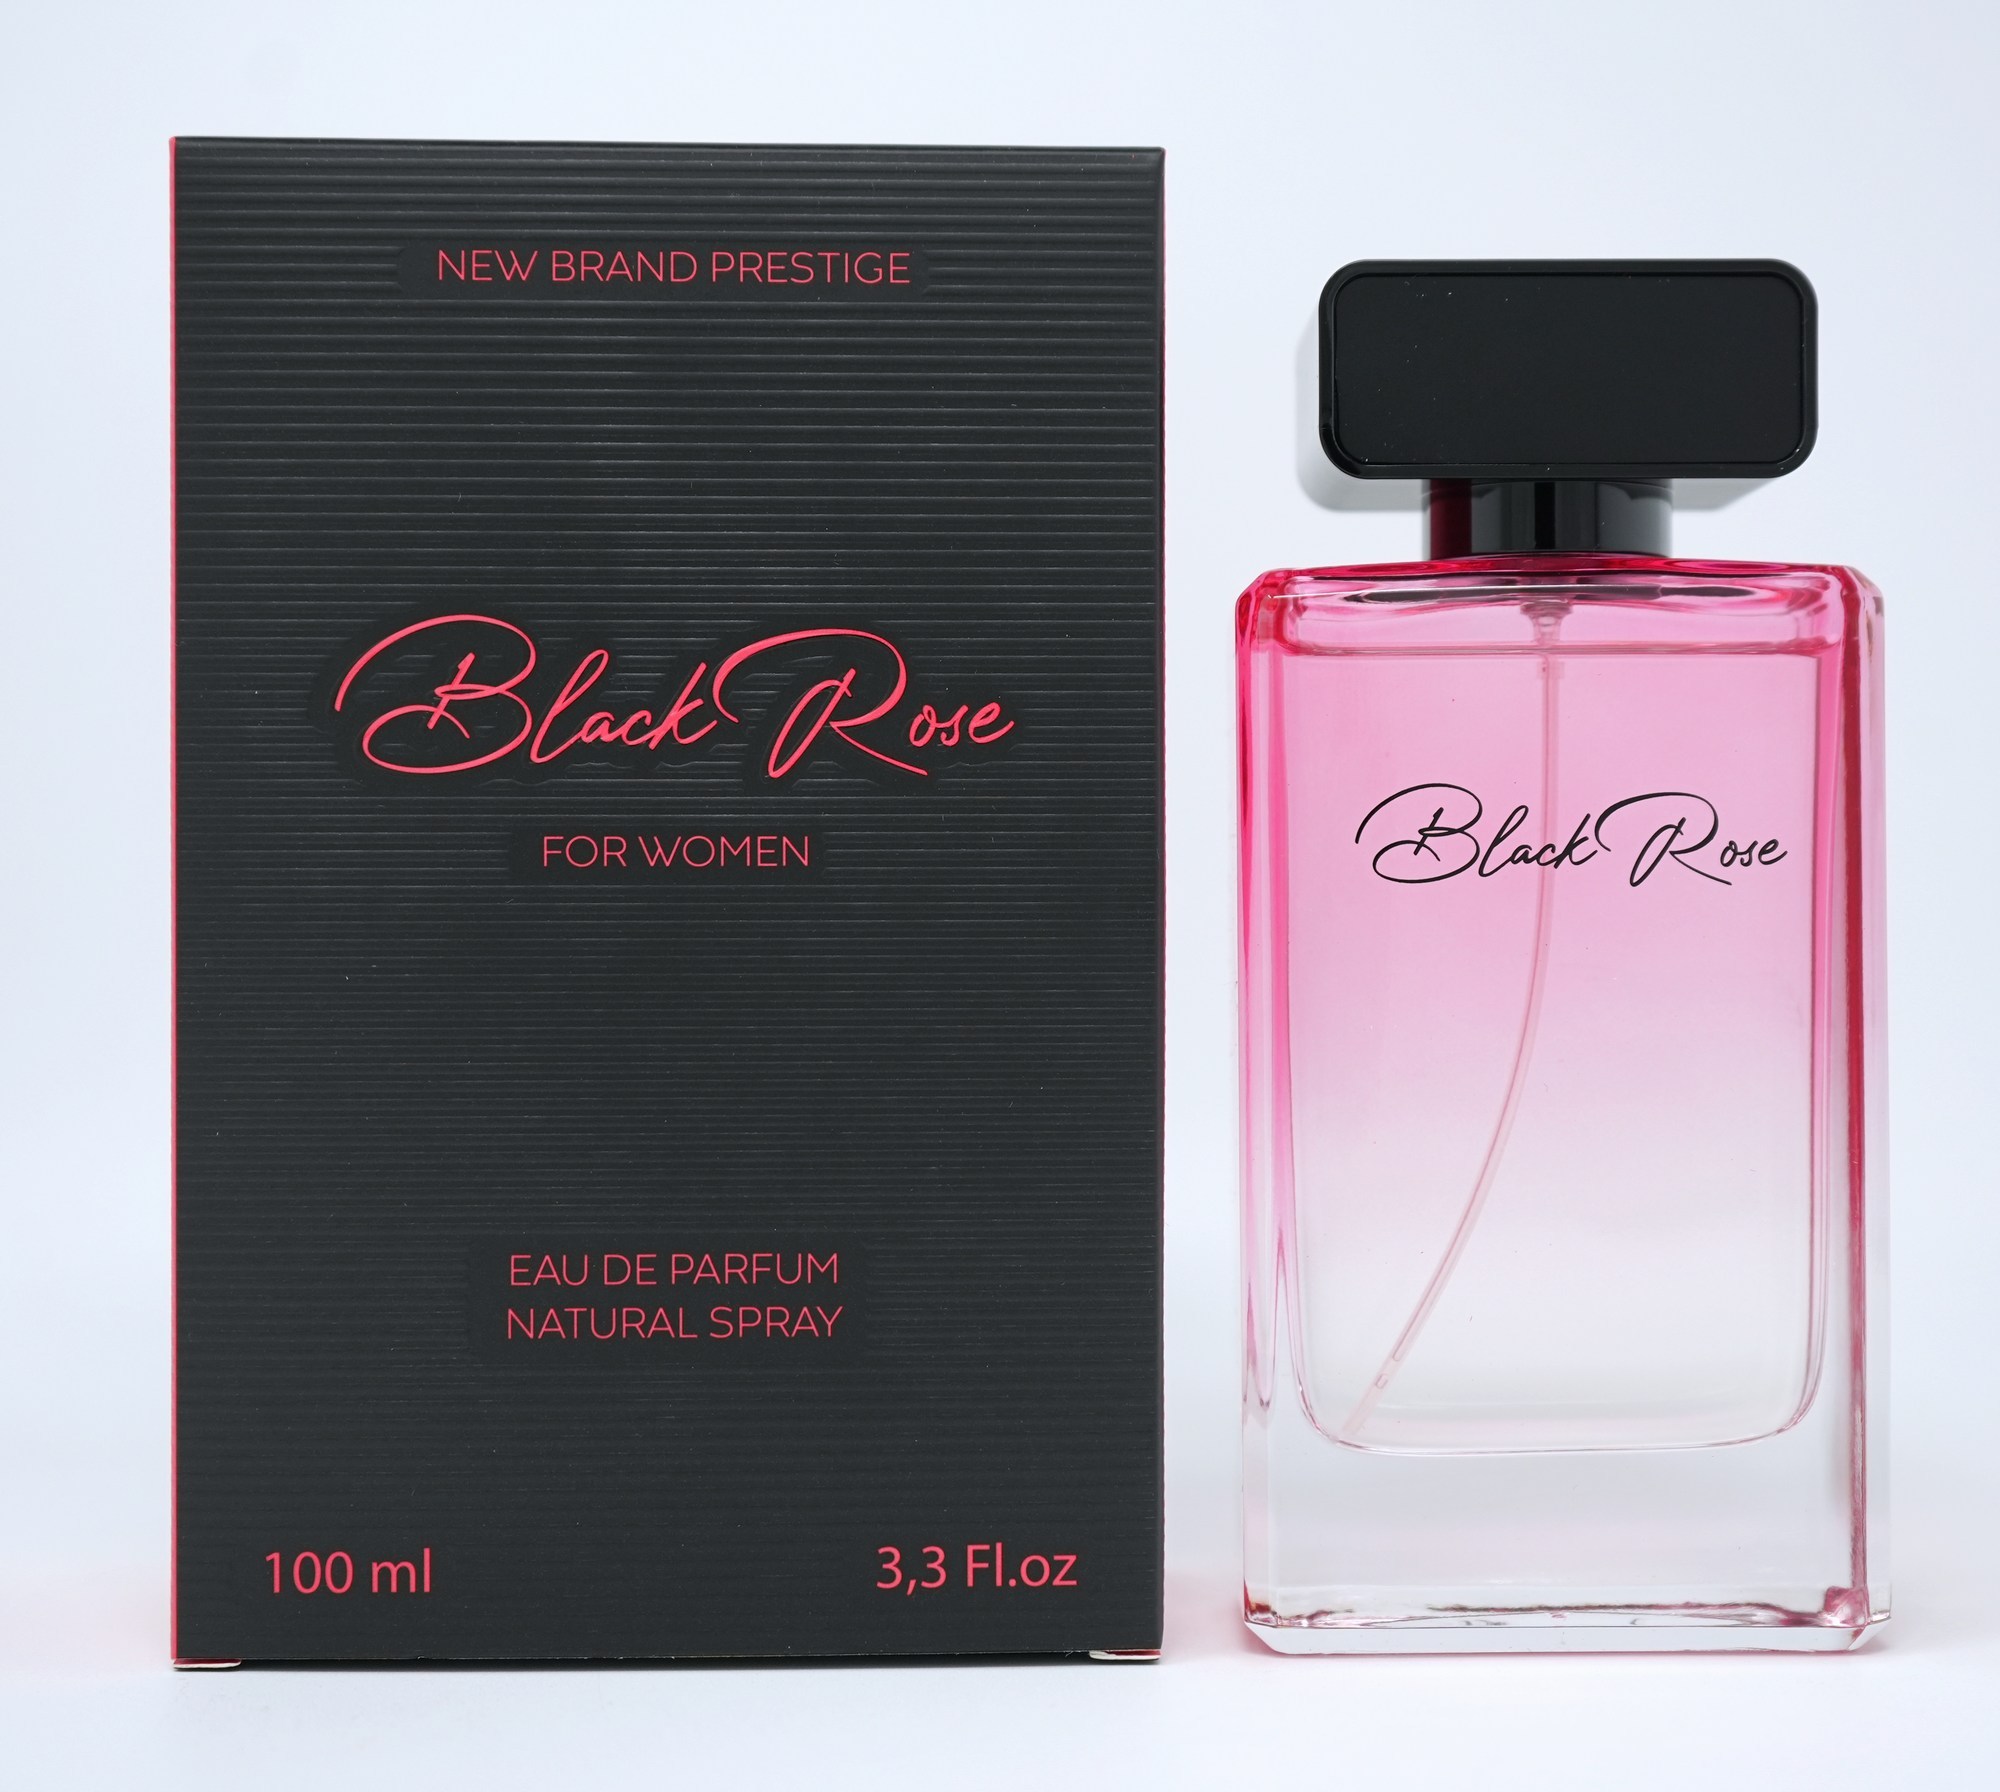 NEW BRAND PRESTIGE
Black Rose
FOR WOMEN
EAU DE PARFUM
NATURAL SPRAY
100 ml
3,3 Fl.oz
Black Rose